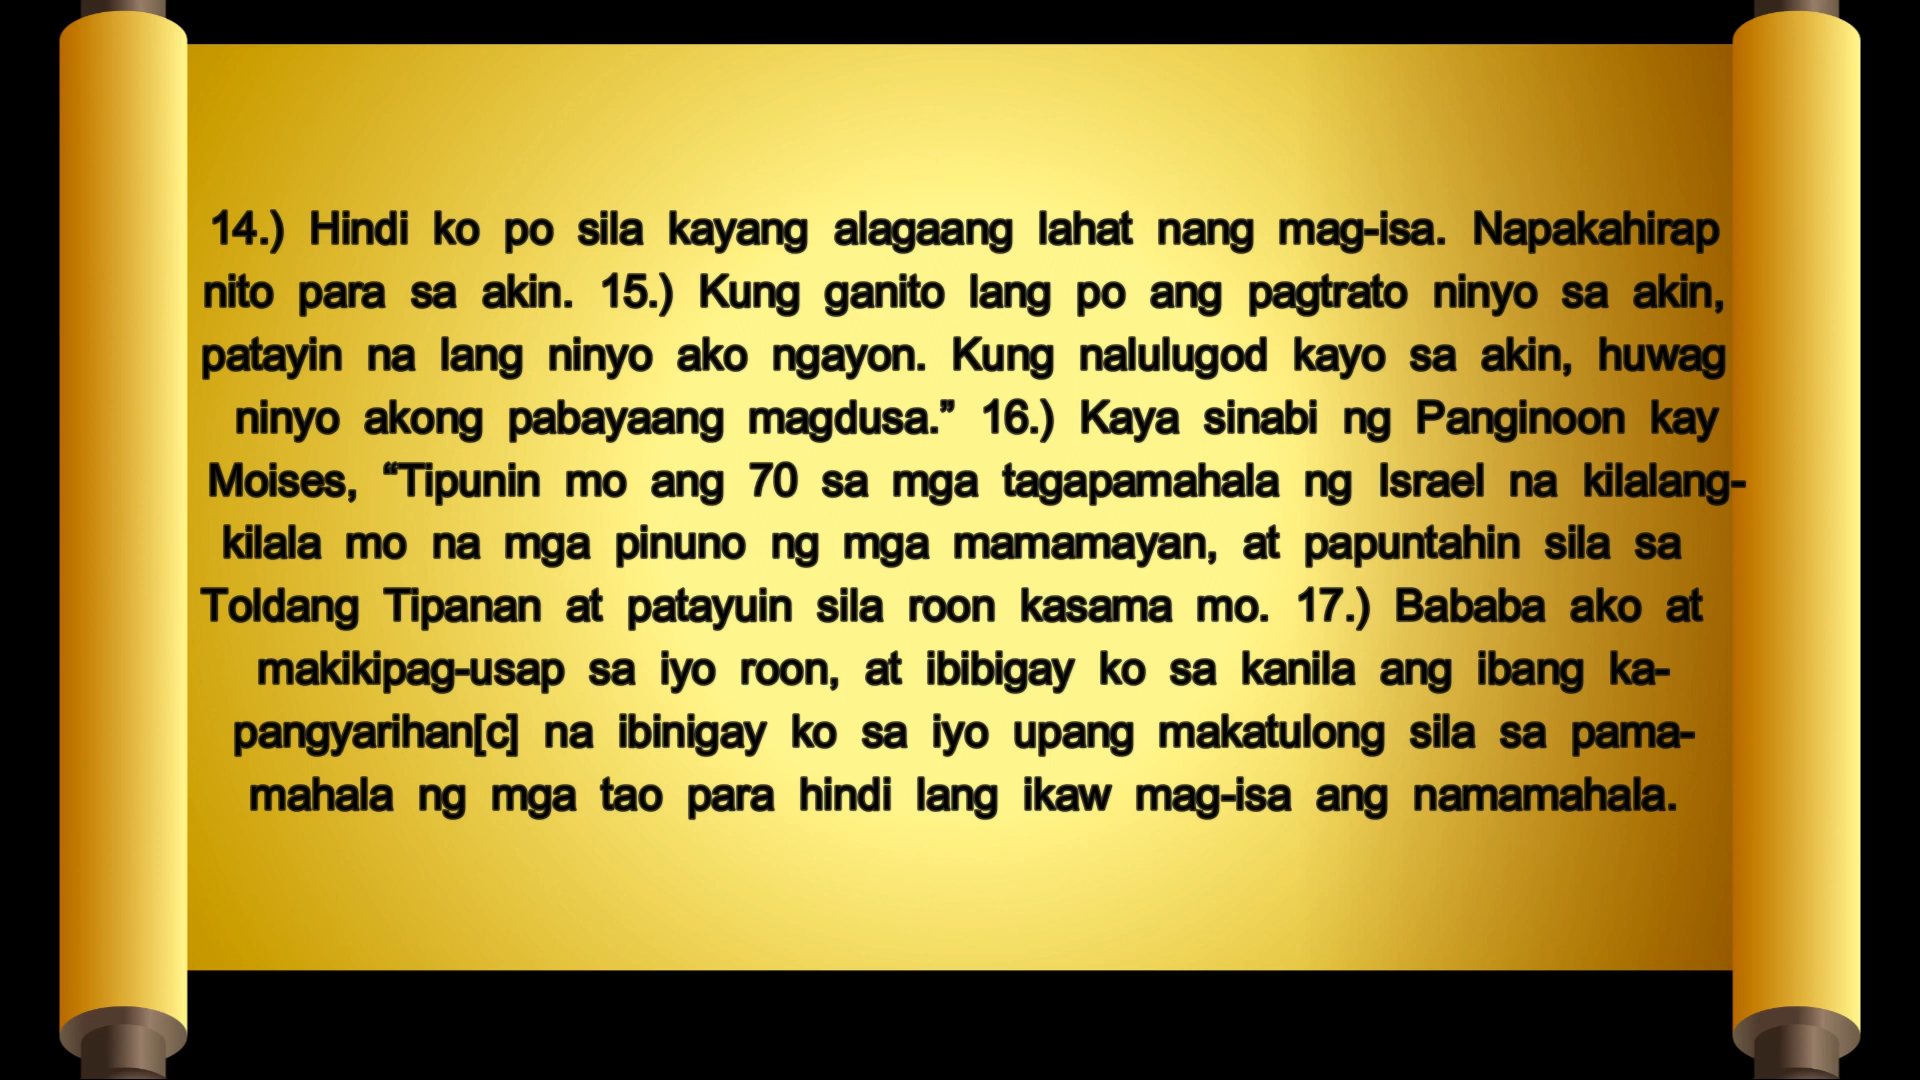 14.) Hindi ko po sila kayang alagaang lahat nang mag-isa. Napakahirap
nito para sa akin. 15.) Kung ganito lang po ang pagtrato ninyo sa akin,
patayin na lang ninyo ako ngayon. Kung nalulugod kayo sa akin, huwag
ninyo akong pabayaang magdusa.” 16.) Kaya sinabi ng Panginoon kay
Moises, “Tipunin mo ang 70 sa mga tagapamahala ng Israel na kilalang-
kilala mo na mga pinuno ng mga mamamayan, at papuntahin sila sa
Toldang Tipanan at patayuin sila roon kasama mo. 17.) Bababa ako at
makikipag-usap sa iyo roon, at ibibigay ko sa kanila ang ibang ka-
pangyarihan[c] na ibinigay ko sa iyo upang makatulong sila sa pama-
mahala ng mga tao para hindi lang ikaw mag-isa ang namamahala.